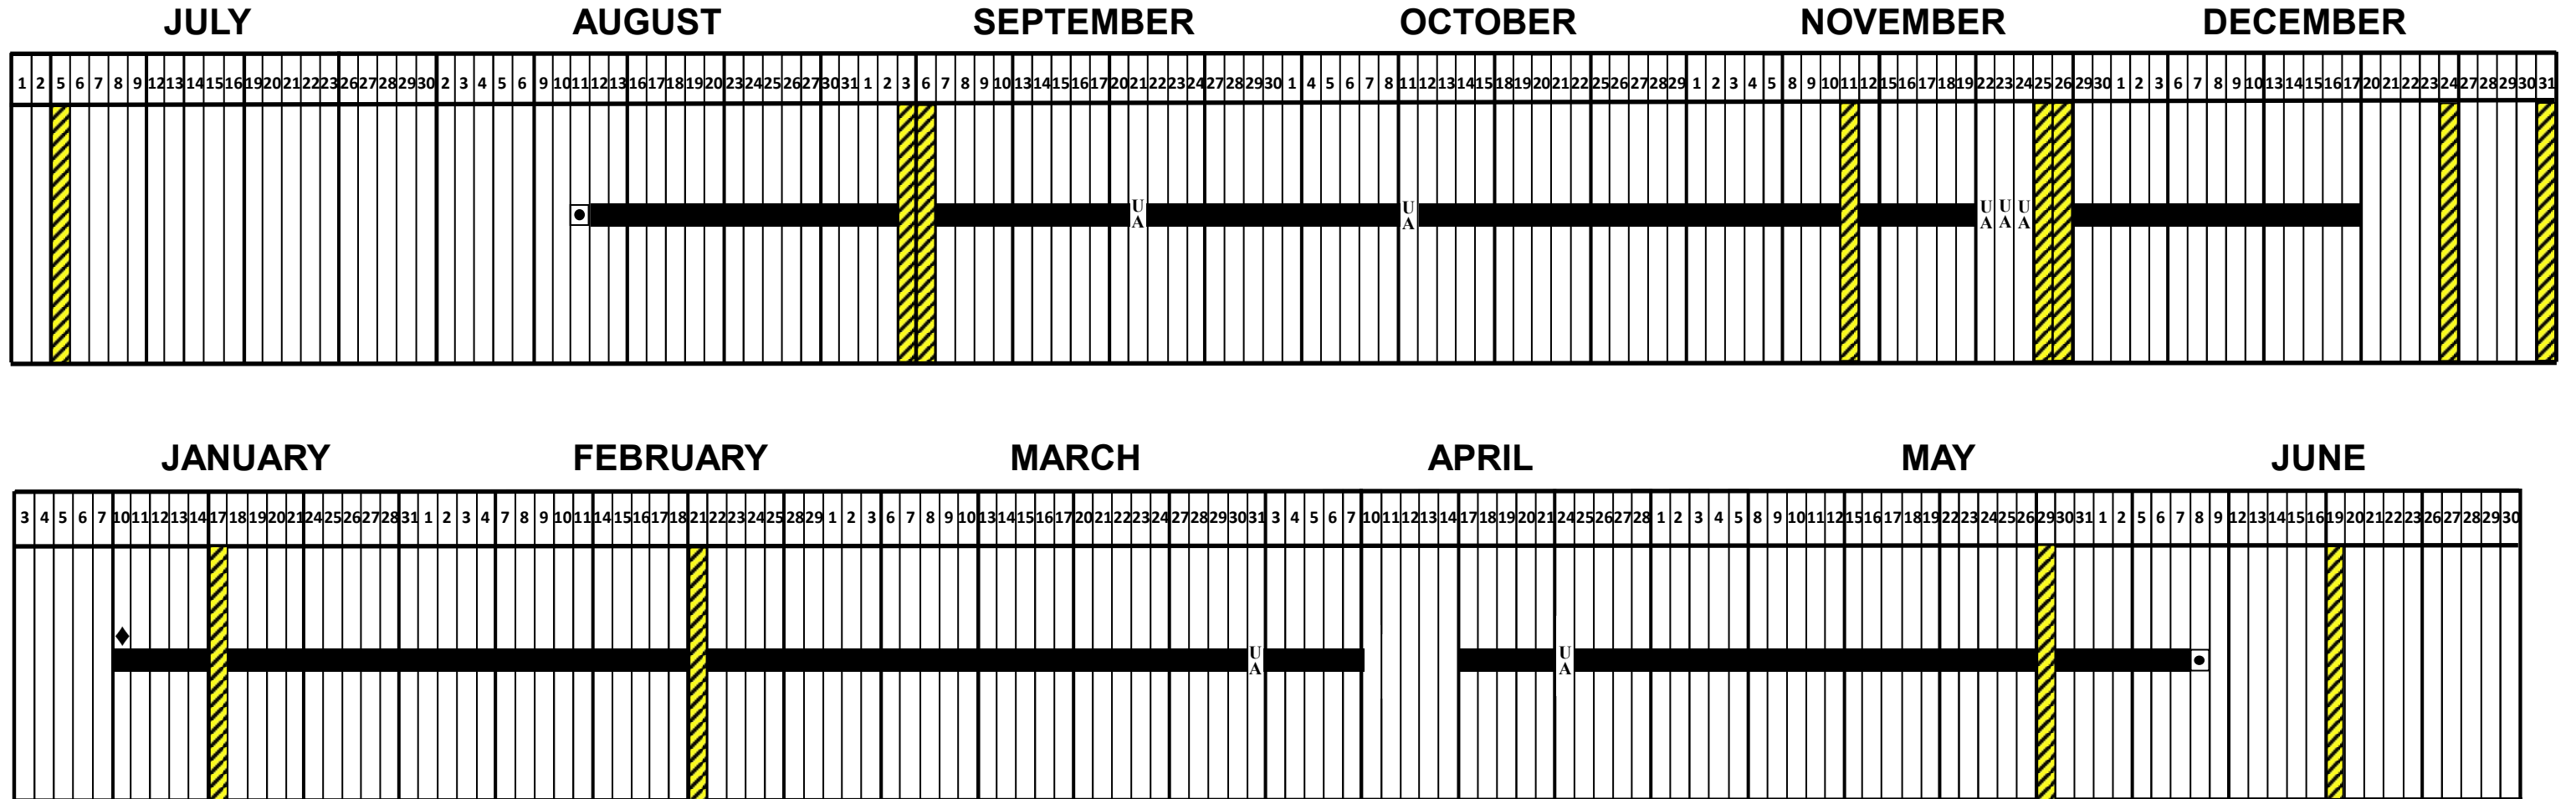 JULY AUGUST SEPTEMBER OCTOBER NOVEMBER DECEMBER
1 2 5 6 7 8 9 12 13 14 15 16 19 20 21 22 23 26 27 28 29 30 2 3 4 5 6 9 10 11 12 13 16 17 18 19 20 23 24 25 26 27 30 31 1 2 3 6 7 8 9 10 13 14 15 16 17 20 21 22 23 24 27 28 29 30 1 4 5 6 7 8 11 12 13 14 15 18 19 20 21 22 25 26 27 28 29 1 2 3 4 5 8 9 10 11 12 15 16 17 18 19 22 23 24 25 26 29 30 1 2 3 6 7 8 9 10 13 14 15 16 17 20 21 22 23 24 27 28 29 30 31
U U U U U
A A A A A
JANUARY FEBRUARY MARCH APRIL MAY JUNE
3 4 5 6 7 10 11 12 13 14 17 18 19 20 21 24 25 26 27 28 31 1 2 3 4 7 8 9 10 11 14 15 16 17 18 21 22 23 24 25 28 29 1 2 3 6 7 8 9 10 13 14 15 16 17 20 21 22 23 24 27 28 29 30 31 3 4 5 6 7 10 11 12 13 14 17 18 19 20 21 24 25 26 27 28 1 2 3 4 5 8 9 10 11 12 15 16 17 18 19 22 23 24 25 26 29 30 31 1 2 5 6 7 8 9 12 13 14 15 16 19 20 21 22 23 26 27 28 29 30
U U
A A